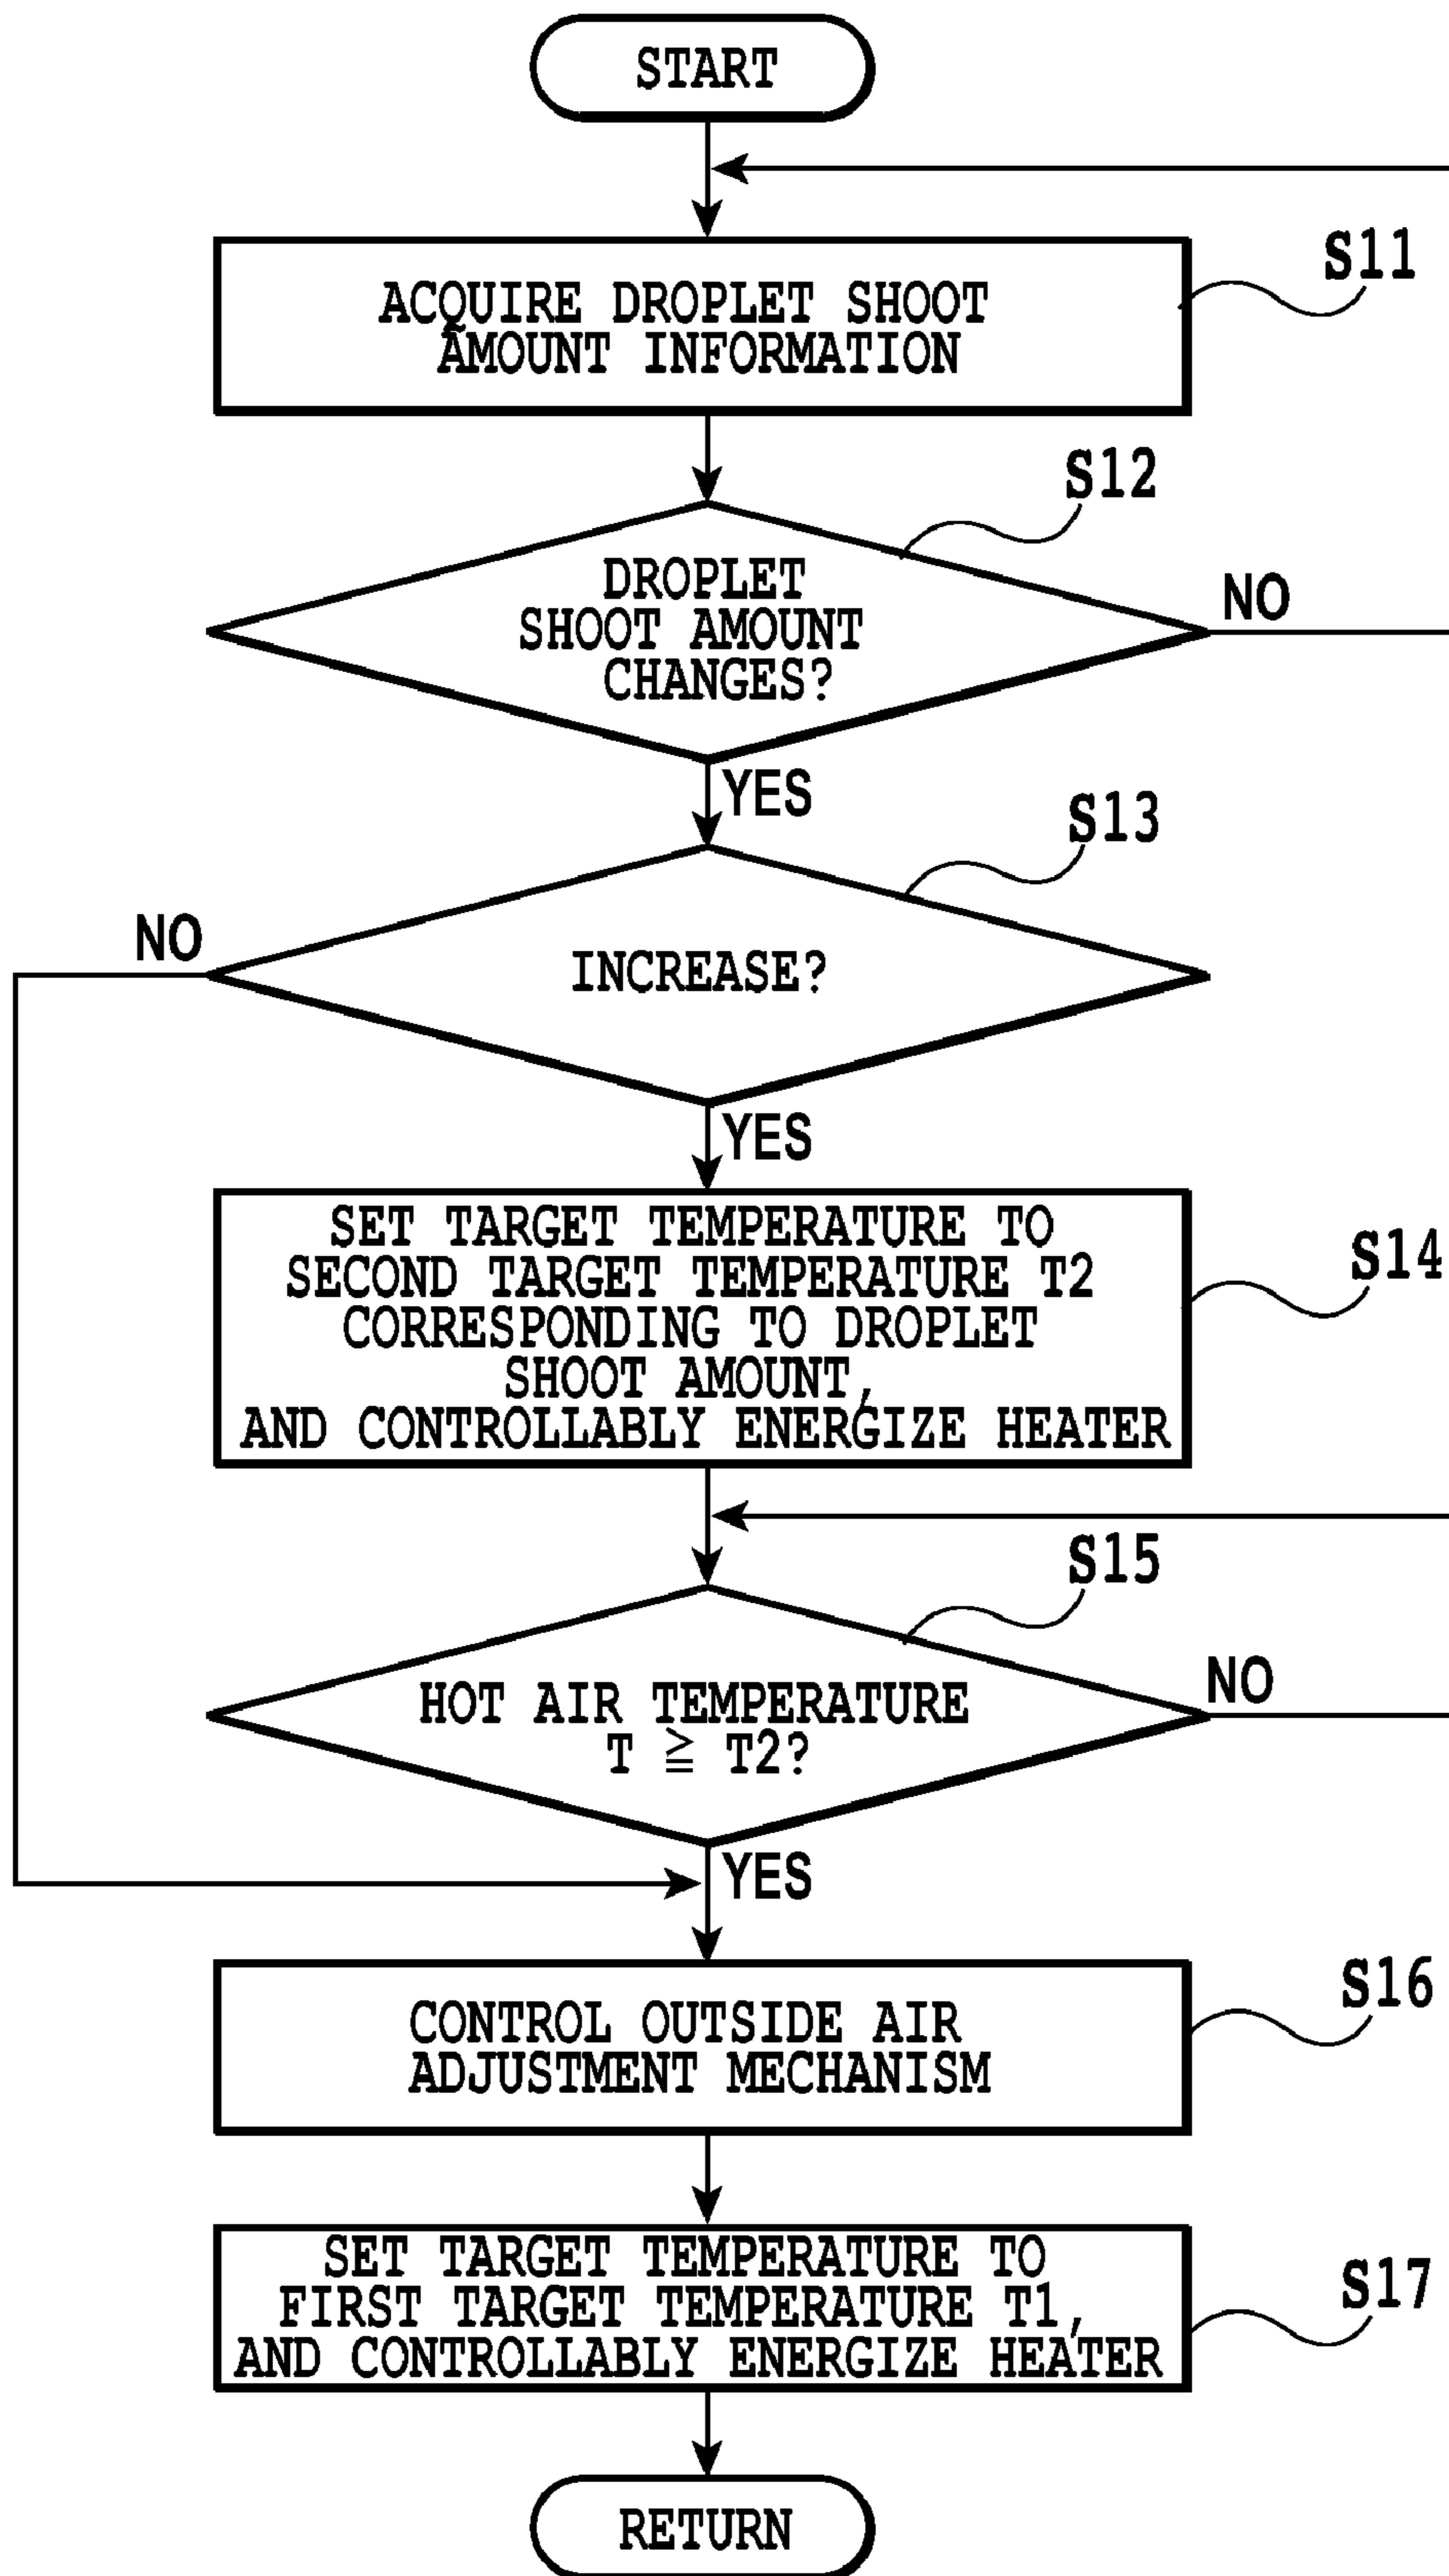 START
ACQUIRE DROPLET SHOOT
AMOUNT INFORMATION
S11
S12
DROPLET
SHOOT AMOUNT
CHANGES?
NO
YES
S13
NO
INCREASE?
YES
SET TARGET TEMPERATURE TO
SECOND TARGET TEMPERATURE T2
CORRESPONDING TO DROPLET
SHOOT AMOUNT,
AND CONTROLLABLY ENERGIZE HEATER
S14
S15
HOT AIR TEMPERATURE
T ≧ T2?
NO
YES
CONTROL OUTSIDE AIR
ADJUSTMENT MECHANISM
S16
SET TARGET TEMPERATURE TO
FIRST TARGET TEMPERATURE T1,
AND CONTROLLABLY ENERGIZE HEATER
S17
RETURN